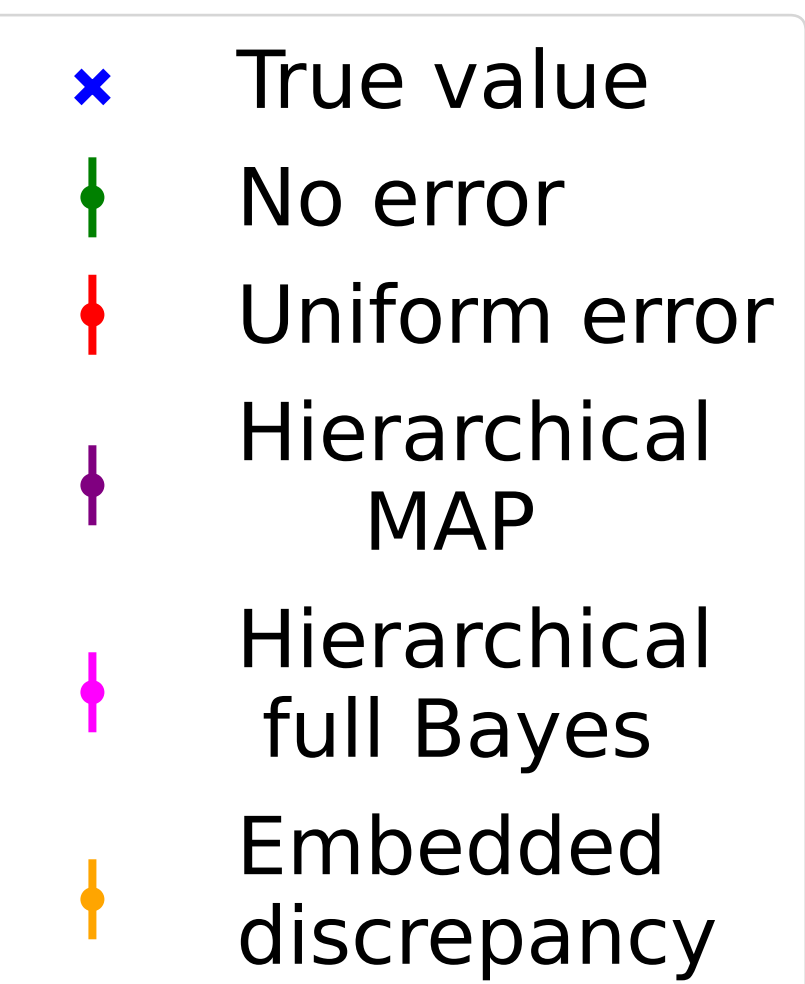 True value
No error
Uniform error
Hierarchical
MAP
Hierarchical
full Bayes
Embedded
discrepancy